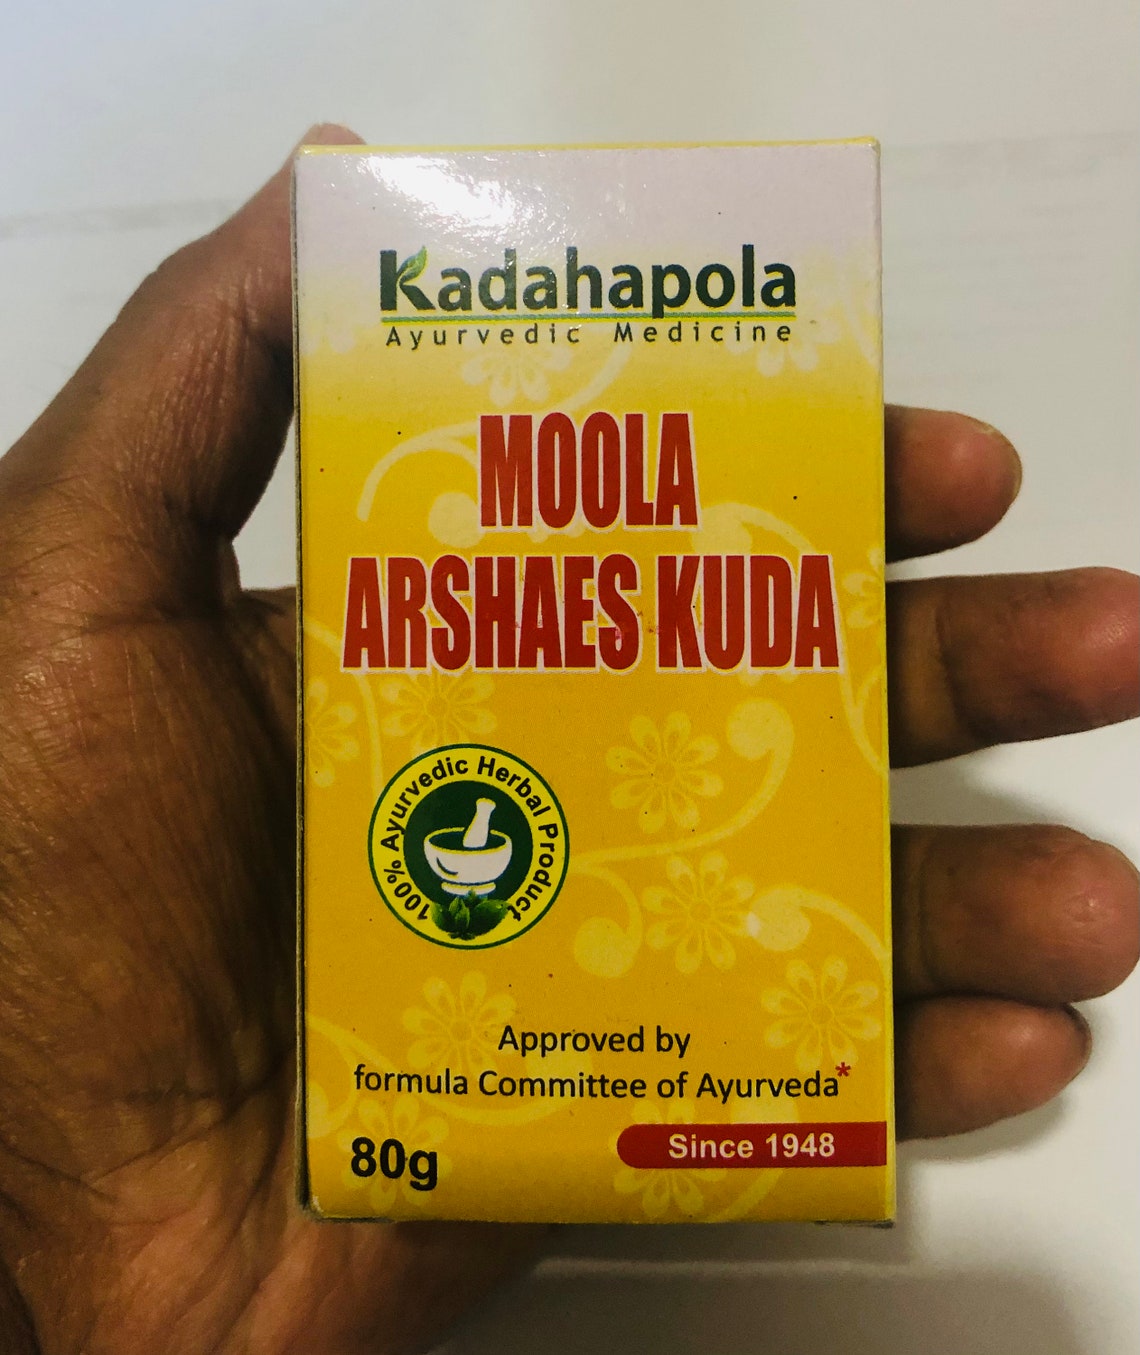 Kadahapola
Ayurvedic Medicine
MOOLA
ARSHAES KUDA
100% Ayurvedic Herbal Product
Approved by
formula Committee of Ayurveda*
80g
Since 1948